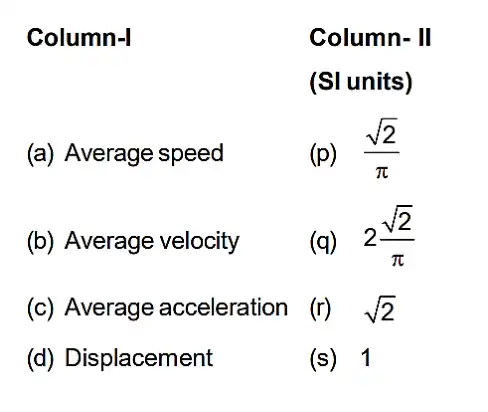 Column-I Column- II
(SI units)
(a) Average speed (p) √2/π
(b) Average velocity (q) 2√2/π
(c) Average acceleration (r) √2
(d) Displacement (s) 1